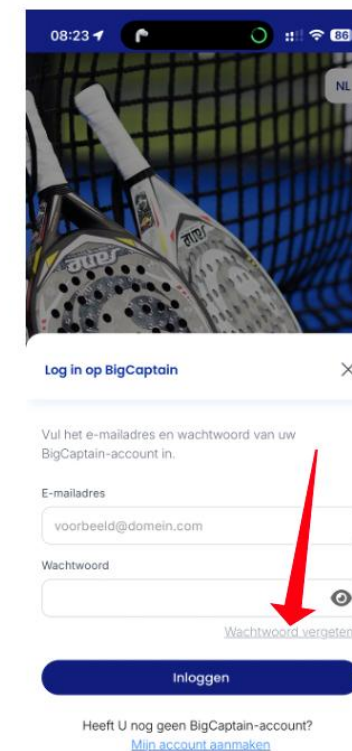 08:23
86
NL
Log in op BigCaptain
Vul het e-mailadres en wachtwoord van uw
BigCaptain-account in.
E-mailadres
voorbeeld@domein.com
Wachtwoord
Wachtwoord vergeten
Inloggen
Heeft U nog geen BigCaptain-account?
Mijn account aanmaken